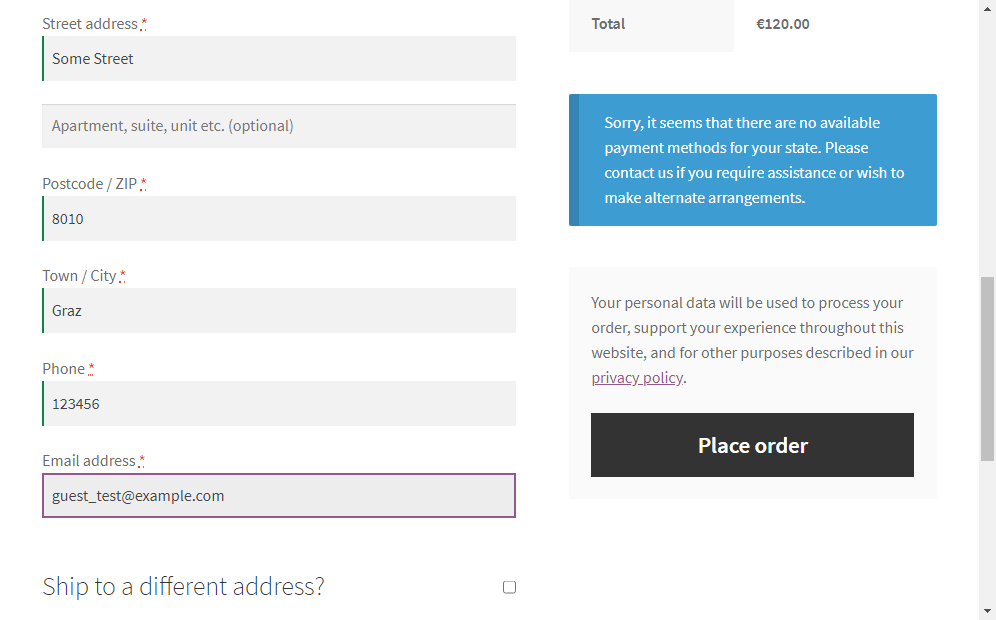 Street address *
Some Street
Apartment, suite, unit etc. (optional)
Postcode / ZIP *
8010
Town / City *
Graz
Phone *
123456
Email address *
guest_test@example.com
Ship to a different address?
Total €120.00
Sorry, it seems that there are no available
payment methods for your state. Please
contact us if you require assistance or wish to
make alternate arrangements.
Your personal data will be used to process your
order, support your experience throughout this
website, and for other purposes described in our
privacy policy.
Place order